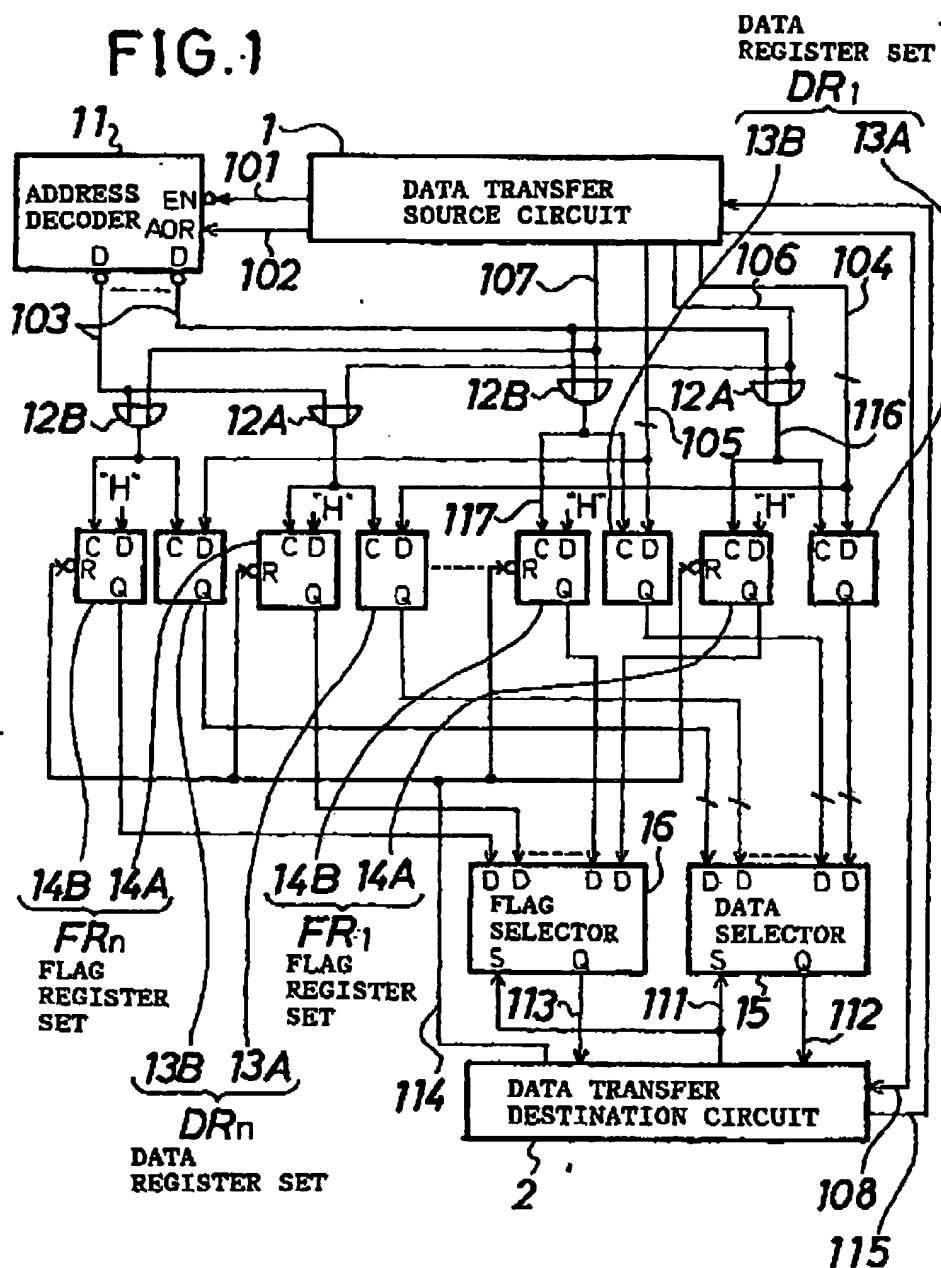 FIG.1
DATA
REGISTER SET
DR1
13B 13A
11
1
101
ADDRESS
DECODER
EN
AOR
D D
DATA TRANSFER
SOURCE CIRCUIT
102
107
106
104
103
12B
12A
12B
12A
105
116
"H"
"H"
117
"H"
"H"
C D
R
Q
C D
Q
C D
R
Q
C D
Q
C D
R
Q
C D
Q
C D
R
Q
C D
Q
16
14B 14A
FRn
FLAG
REGISTER
SET
14B 14A
FR1
FLAG
REGISTER
SET
D D D D
FLAG
SELECTOR
S Q
D D D D
DATA
SELECTOR
S Q
113
111
15
112
13B 13A
DRn
DATA
REGISTER SET
114
DATA TRANSFER
DESTINATION CIRCUIT
2
108
115